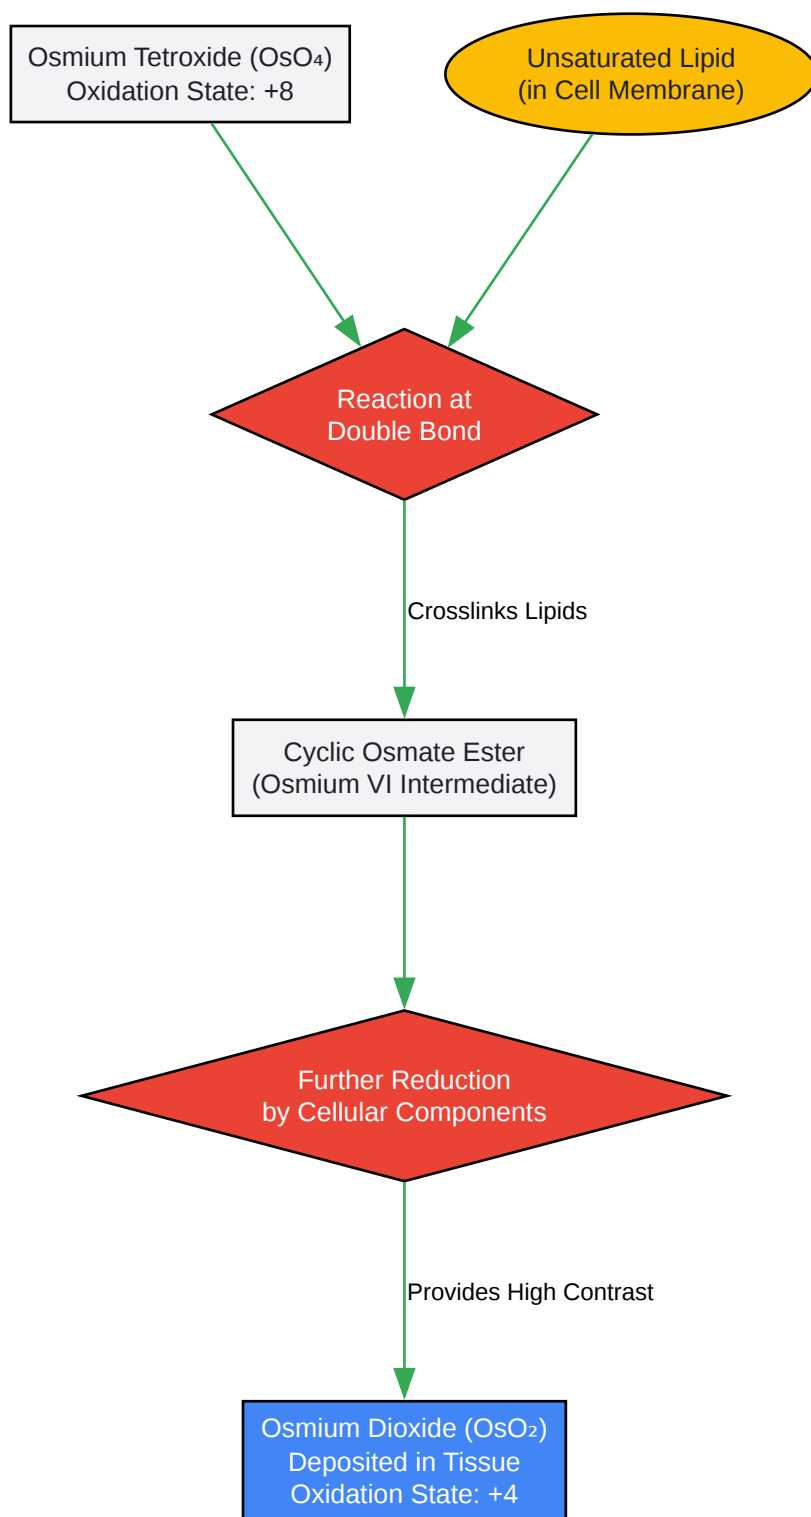 Osmium Tetroxide (OsO₄)
Oxidation State: +8
Unsaturated Lipid
(in Cell Membrane)
Reaction at
Double Bond
Crosslinks Lipids
Cyclic Osmate Ester
(Osmium VI Intermediate)
Further Reduction
by Cellular Components
Provides High Contrast
Osmium Dioxide (OsO₂)
Deposited in Tissue
Oxidation State: +4